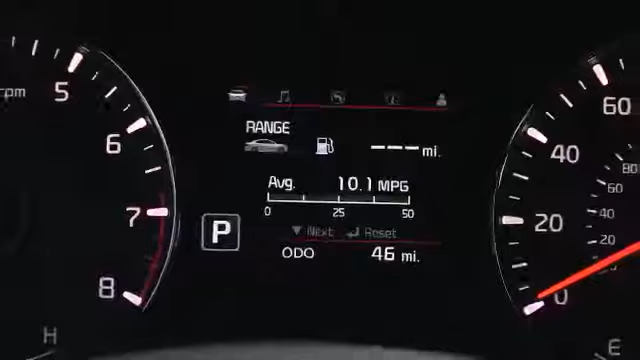 rpm
5
6
7
8
H
RANGE
--- mi.
Avg. 10.1 MPG
0 25 50
▼ Next ↵ Reset
P
ODO 46 mi.
60
40
20
0
80
60
40
20
E